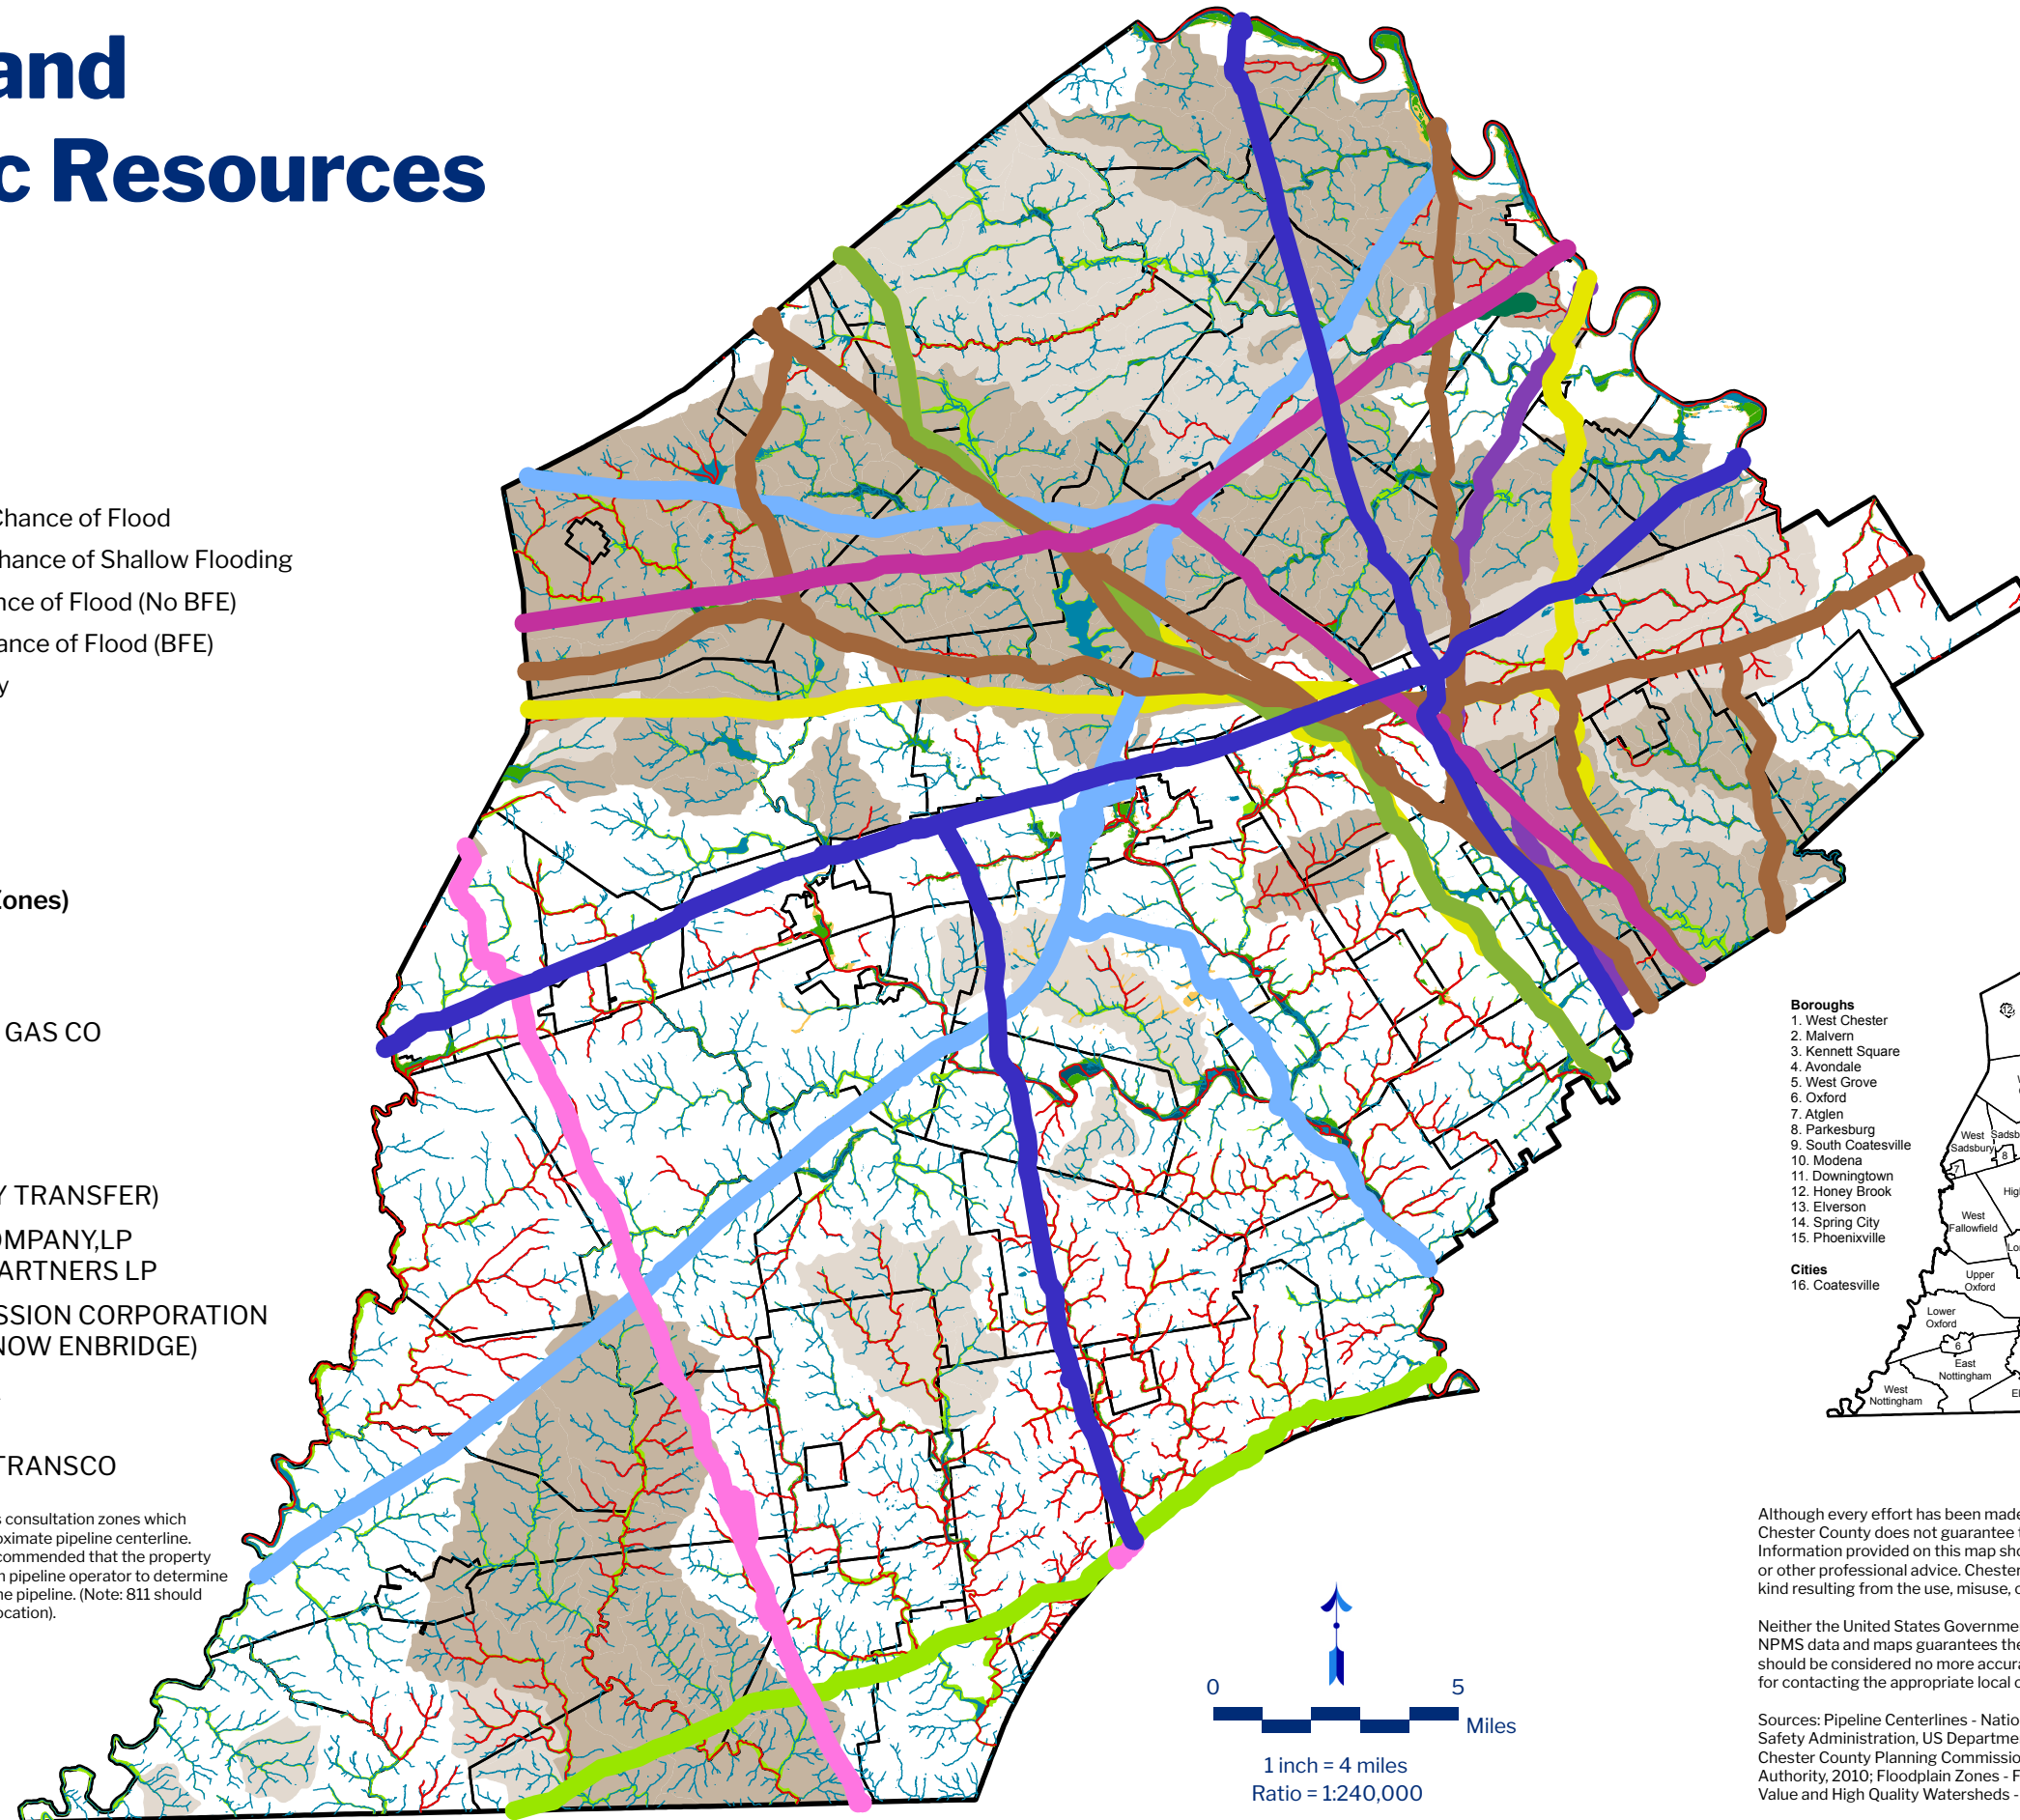 and
c Resources
Chance of Flood
hance of Shallow Flooding
nce of Flood (No BFE)
ance of Flood (BFE)
y
Zones)
GAS CO
Y TRANSFER)
OMPANY,LP
ARTNERS LP
SSION CORPORATION
NOW ENBRIDGE)
TRANSCO
s consultation zones which
oximate pipeline centerline.
commended that the property
n pipeline operator to determine
he pipeline. (Note: 811 should
ocation).
Boroughs
1. West Chester
2. Malvern
3. Kennett Square
4. Avondale
5. West Grove
6. Oxford
7. Atglen
8. Parkesburg
9. South Coatesville
10. Modena
11. Downingtown
12. Honey Brook
13. Elverson
14. Spring City
15. Phoenixville
Cities
16. Coatesville
12
West
Sadsbury
Sadsb
7
8
Hig
West
Fallowfield
Lo
Upper
Oxford
Lower
Oxford
6
East
Nottingham
El
West
Nottingham
0 5
Miles
1 inch = 4 miles
Ratio = 1:240,000
Although every effort has been made
Chester County does not guarantee
Information provided on this map sho
or other professional advice. Chester
kind resulting from the use, misuse,
Neither the United States Governme
NPMS data and maps guarantees the
should be considered no more accura
for contacting the appropriate local
Sources: Pipeline Centerlines - Natio
Safety Administration, US Departme
Chester County Planning Commissio
Authority, 2010; Floodplain Zones - F
Value and High Quality Watersheds -